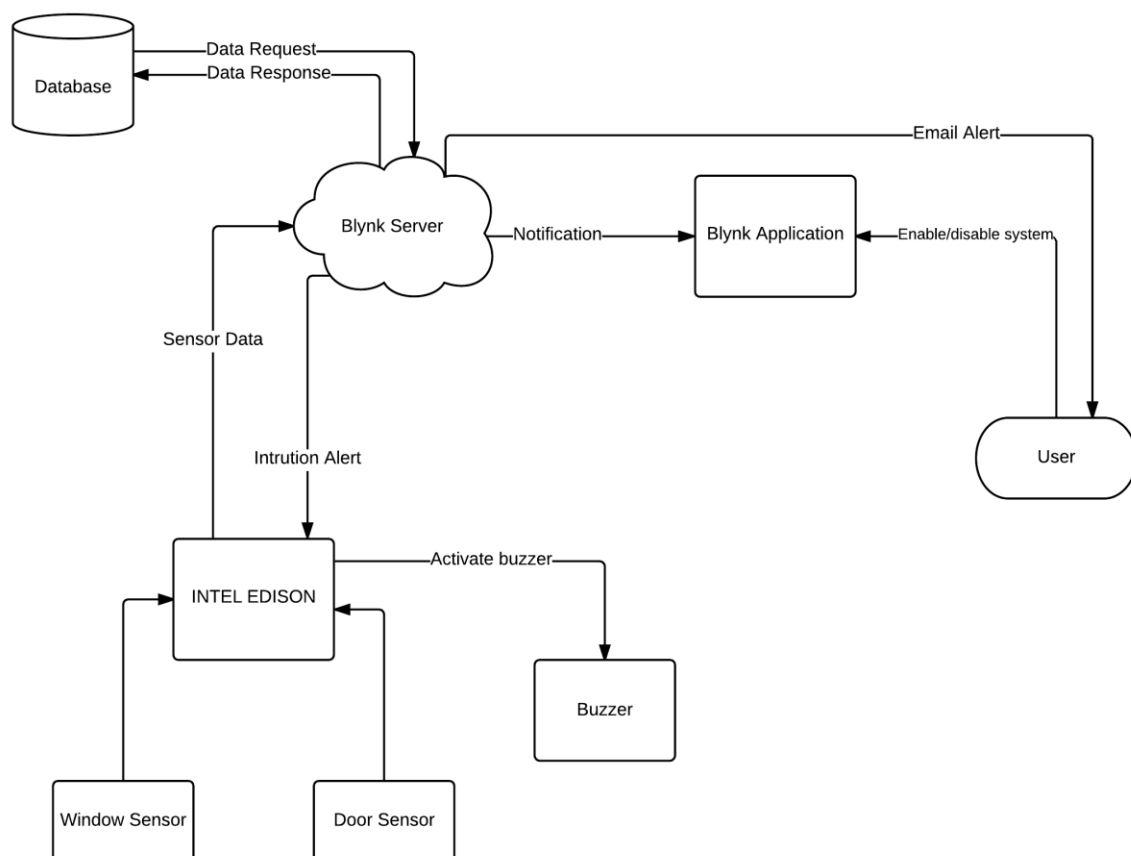 Data Request
Data Response
Database
Email Alert
Blynk Server
Notification
Blynk Application
Enable/disable system
Sensor Data
Intrution Alert
User
Activate buzzer
INTEL EDISON
Buzzer
Window Sensor
Door Sensor